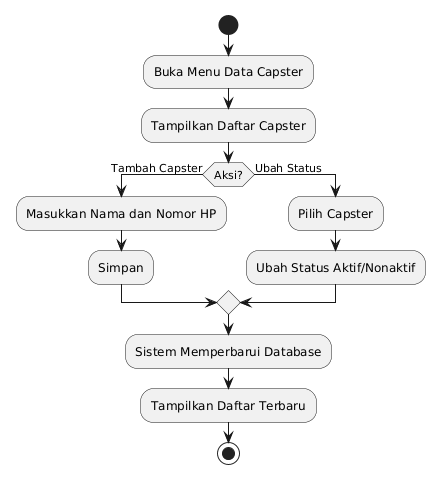 Buka Menu Data Capster
Tampilkan Daftar Capster
Tambah Capster
Aksi?
Ubah Status
Masukkan Nama dan Nomor HP
Pilih Capster
Simpan
Ubah Status Aktif/Nonaktif
Sistem Memperbarui Database
Tampilkan Daftar Terbaru